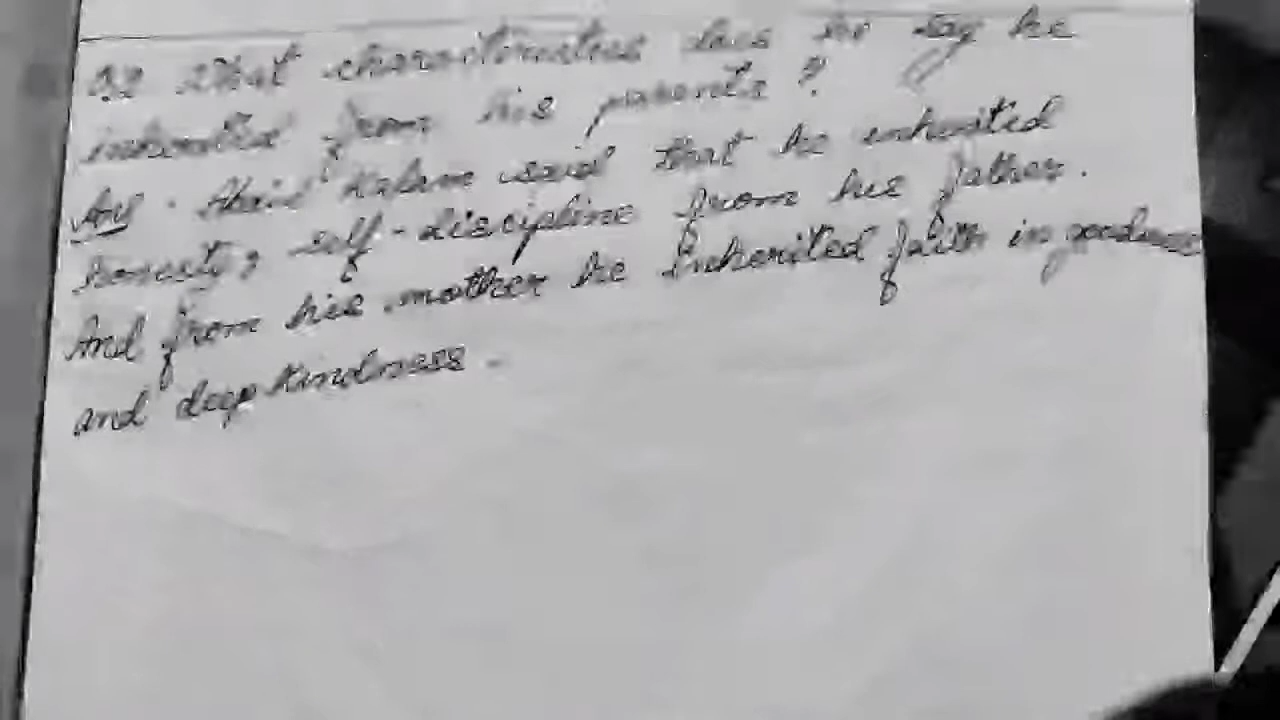 Q2 What characteristics does he say he
inherited from his parents?
Ans. Abdul Kalam said that he inherited
honesty, self-discipline from his father.
And from his mother he inherited faith in goodness
and deep kindness.